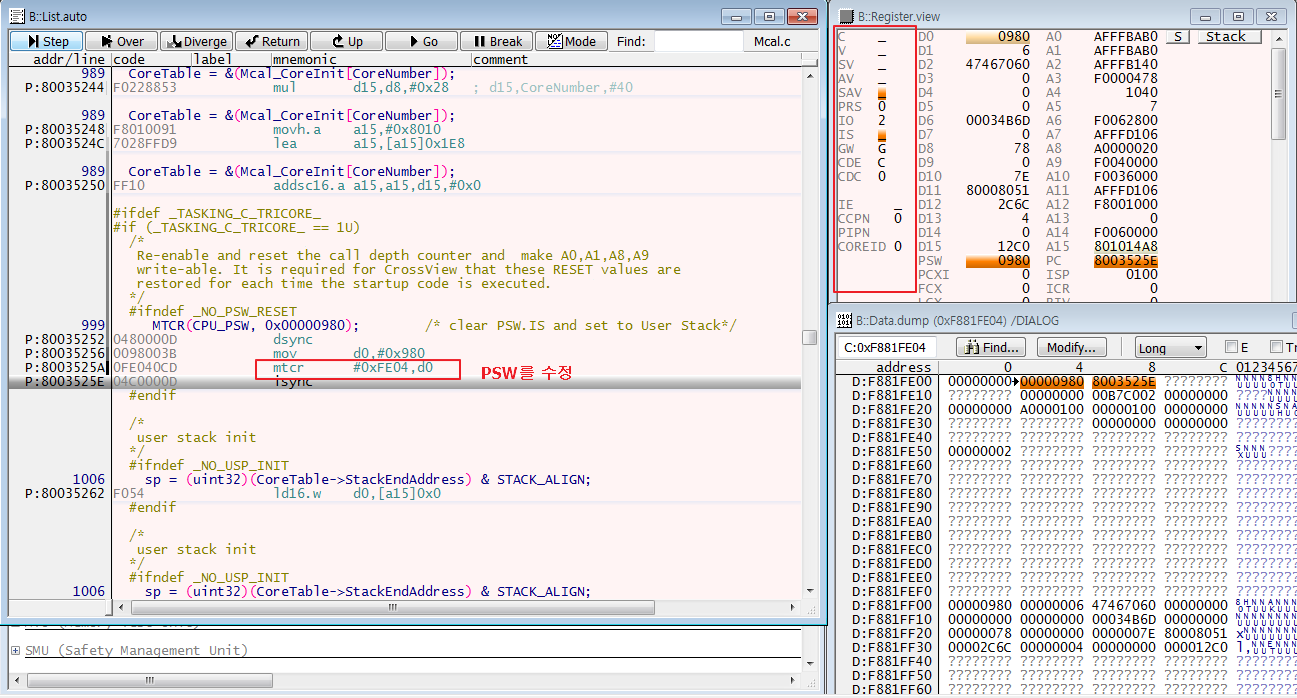 B::List.auto
Step Over Diverge Return Up Go Break Mode Find: Mcal.c
addr/line code label mnemonic comment
989 CoreTable = &(Mcal_CoreInit[CoreNumber]);
P:80035244 F0228853 mul d15,d8,#0x28 ; d15,CoreNumber,#40
989 CoreTable = &(Mcal_CoreInit[CoreNumber]);
P:80035248 F8010091 movh.a a15,#0x8010
P:8003524C 7028FFD9 lea a15,[a15]0x1E8
989 CoreTable = &(Mcal_CoreInit[CoreNumber]);
P:80035250 FF10 addsc16.a a15,a15,d15,#0x0
#ifdef _TASKING_C_TRICORE_
#if (_TASKING_C_TRICORE_ == 1U)
/*
Re-enable and reset the call depth counter and make A0,A1,A8,A9
write-able. It is required for CrossView that these RESET values are
restored for each time the startup code is executed.
*/
#ifndef _NO_PSW_RESET
999 MTCR(CPU_PSW, 0x00000980); /* clear PSW.IS and set to User Stack*/
P:80035252 0480000D dsync
P:80035256 0098003B mov d0,#0x980
P:8003525A 0FE040CD mtcr #0xFE04,d0
PSW를 수정
P:8003525E 04C0000D isync
#endif
/*
user stack init
*/
#ifndef _NO_USP_INIT
1006 sp = (uint32)(CoreTable->StackEndAddress) & STACK_ALIGN;
P:80035262 F054 ld16.w d0,[a15]0x0
#endif
/*
user stack init
*/
#ifndef _NO_USP_INIT
1006 sp = (uint32)(CoreTable->StackEndAddress) & STACK_ALIGN;
SMU (Safety Management Unit)
B::Register.view
C _ D0 0980 A0 AFFFBAB0 S Stack
V _ D1 6 A1 AFFFBAB0
SV _ D2 47467060 A2 AFFFB140
AV _ D3 0 A3 F0000478
SAV _ D4 0 A4 1040
PRS 0 D5 0 A5 7
IO 2 D6 00034B6D A6 F0062800
IS _ D7 0 A7 AFFFD106
GW G D8 78 A8 A0000020
CDE C D9 0 A9 F0040000
CDC 0 D10 7E A10 F0036000
D11 80008051 A11 AFFFD106
IE _ D12 2C6C A12 F8001000
CCPN 0 D13 4 A13 0
PIPN D14 0 A14 F0060000
COREID 0 D15 12C0 A15 801014A8
PSW 0980 PC 8003525E
PCXI 0 ISP 0100
FCX 0 ICR 0
B::Data.dump (0xF881FE04) /DIALOG
C:0xF881FE04 Find... Modify... Long E
address 0 4 8 C 01234567
D:F881FE00 00000000 00000980 8003525E ????????
D:F881FE10 ???????? 00000000 00B7C002 00000000
D:F881FE20 00000000 A0000100 00000100 00000000
D:F881FE30 ???????? ???????? 00000000 00000000
D:F881FE40 ???????? ???????? ???????? ????????
D:F881FE50 00000002 ???????? ???????? ????????
D:F881FE60 ???????? ???????? ???????? ????????
D:F881FE70 ???????? ???????? ???????? ????????
D:F881FE80 ???????? ???????? ???????? ????????
D:F881FE90 ???????? ???????? ???????? ????????
D:F881FEA0 ???????? ???????? ???????? ????????
D:F881FEB0 ???????? ???????? ???????? ????????
D:F881FEC0 ???????? ???????? ???????? ????????
D:F881FED0 ???????? ???????? ???????? ????????
D:F881FEE0 ???????? ???????? ???????? ????????
D:F881FEF0 ???????? ???????? ???????? ????????
D:F881FF00 00000980 00000006 47467060 00000000
D:F881FF10 00000000 00000000 00034B6D 00000000
D:F881FF20 00000078 00000000 0000007E 80008051
D:F881FF30 00002C6C 00000004 00000000 000012C0
D:F881FF40 ???????? ???????? ???????? ????????
D:F881FF50 ???????? ???????? ???????? ????????
D:F881FF60 ???????? ???????? ???????? ????????